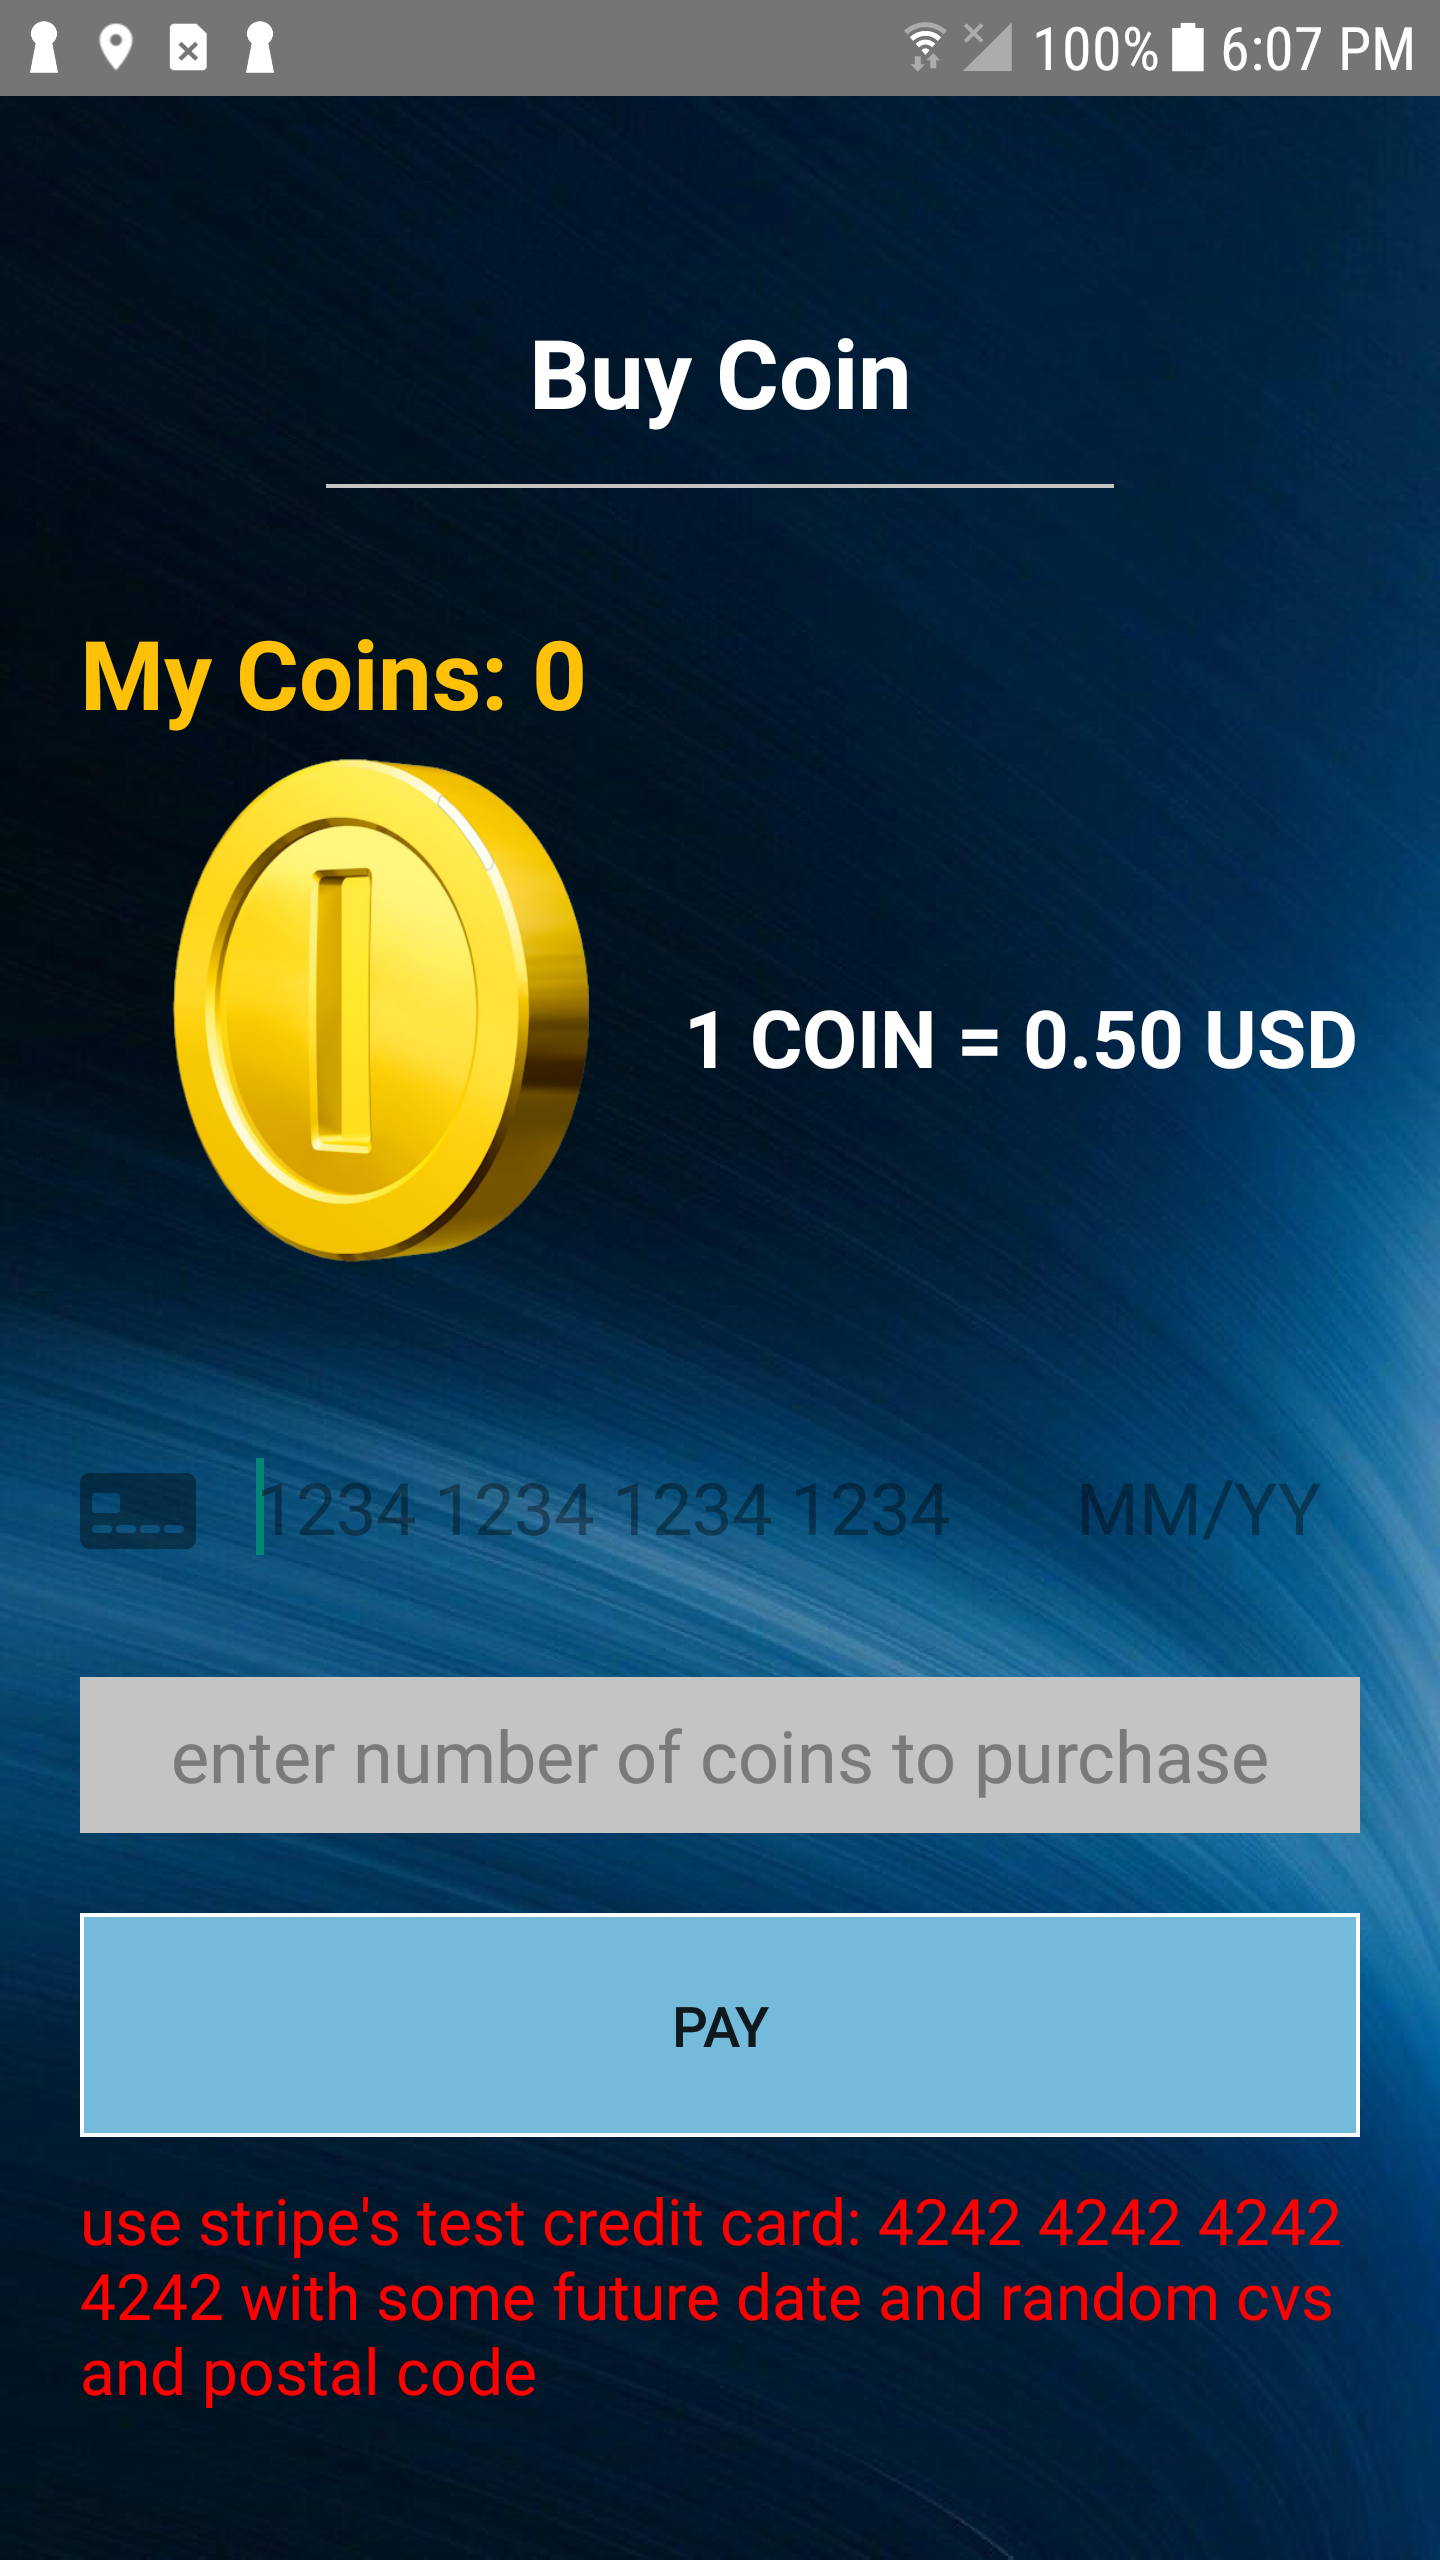 100% 6:07 PM
Buy Coin
My Coins: 0
1 COIN = 0.50 USD
1234 1234 1234 1234 MM/YY
enter number of coins to purchase
PAY
use stripe's test credit card: 4242 4242 4242
4242 with some future date and random cvs
and postal code